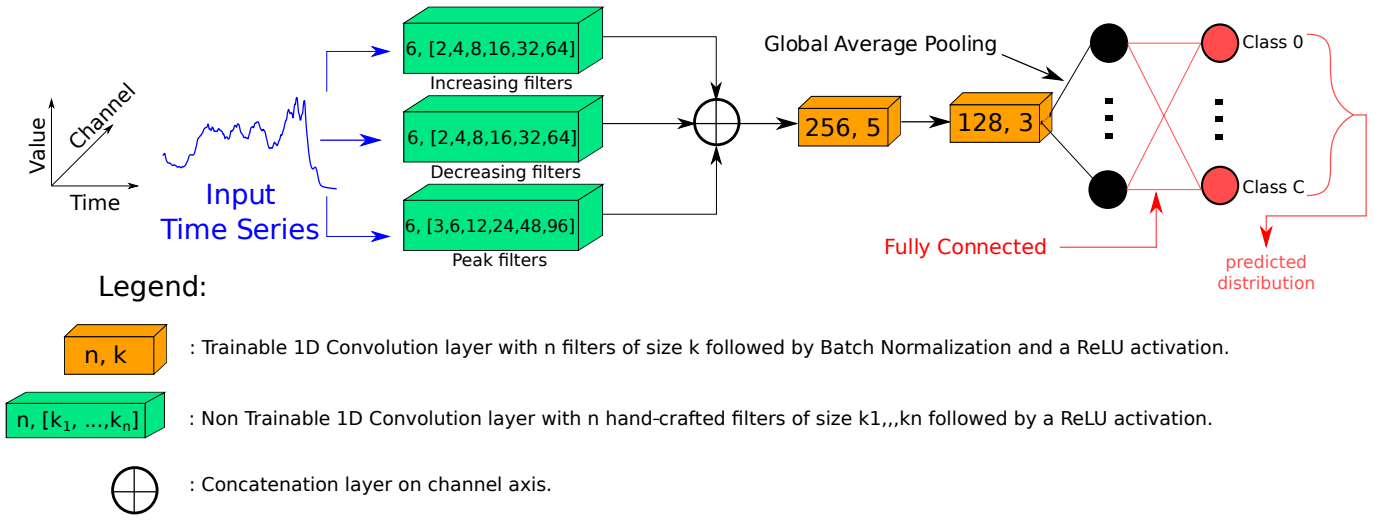 Value
Channel
Time
Input
Time Series
6, [2,4,8,16,32,64]
Increasing filters
6, [2,4,8,16,32,64]
Decreasing filters
6, [3,6,12,24,48,96]
Peak filters
256, 5
128, 3
Global Average Pooling
Class 0
Class C
Fully Connected
predicted
distribution
Legend:
n, k
: Trainable 1D Convolution layer with n filters of size k followed by Batch Normalization and a ReLU activation.
n, [k₁, ...,kₙ]
: Non Trainable 1D Convolution layer with n hand-crafted filters of size k1,,,kn followed by a ReLU activation.
: Concatenation layer on channel axis.